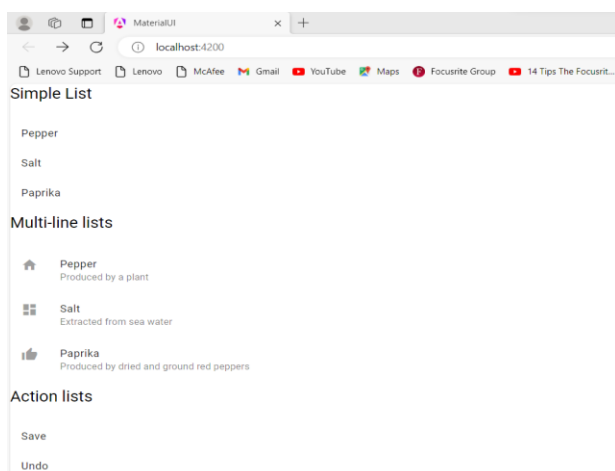 MaterialUI
localhost:4200
Lenovo Support Lenovo McAfee Gmail YouTube Maps Focusrite Group 14 Tips The Focusrit...
Simple List
Pepper
Salt
Paprika
Multi-line lists
Pepper
Produced by a plant
Salt
Extracted from sea water
Paprika
Produced by dried and ground red peppers
Action lists
Save
Undo